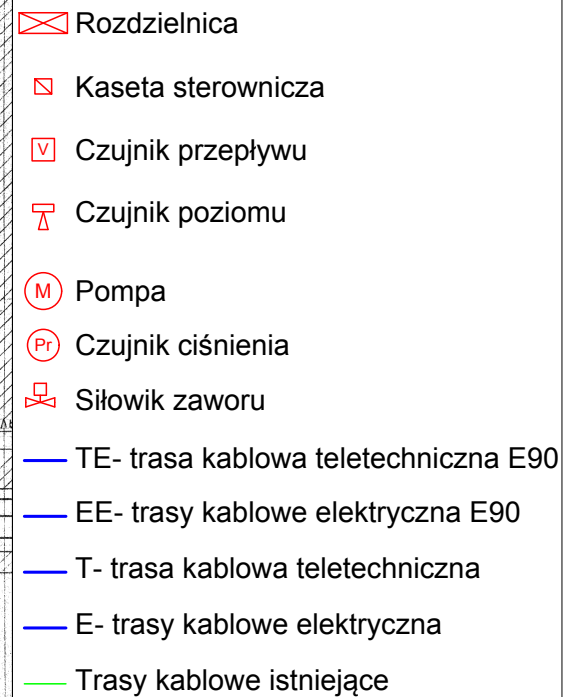 Rozdzielnica
Kaseta sterownicza
V Czujnik przepływu
Czujnik poziomu
M Pompa
Pr Czujnik ciśnienia
Siłowik zaworu
TE- trasa kablowa teletechniczna E90
EE- trasy kablowe elektryczna E90
T- trasa kablowa teletechniczna
E- trasy kablowe elektryczna
Trasy kablowe istniejące